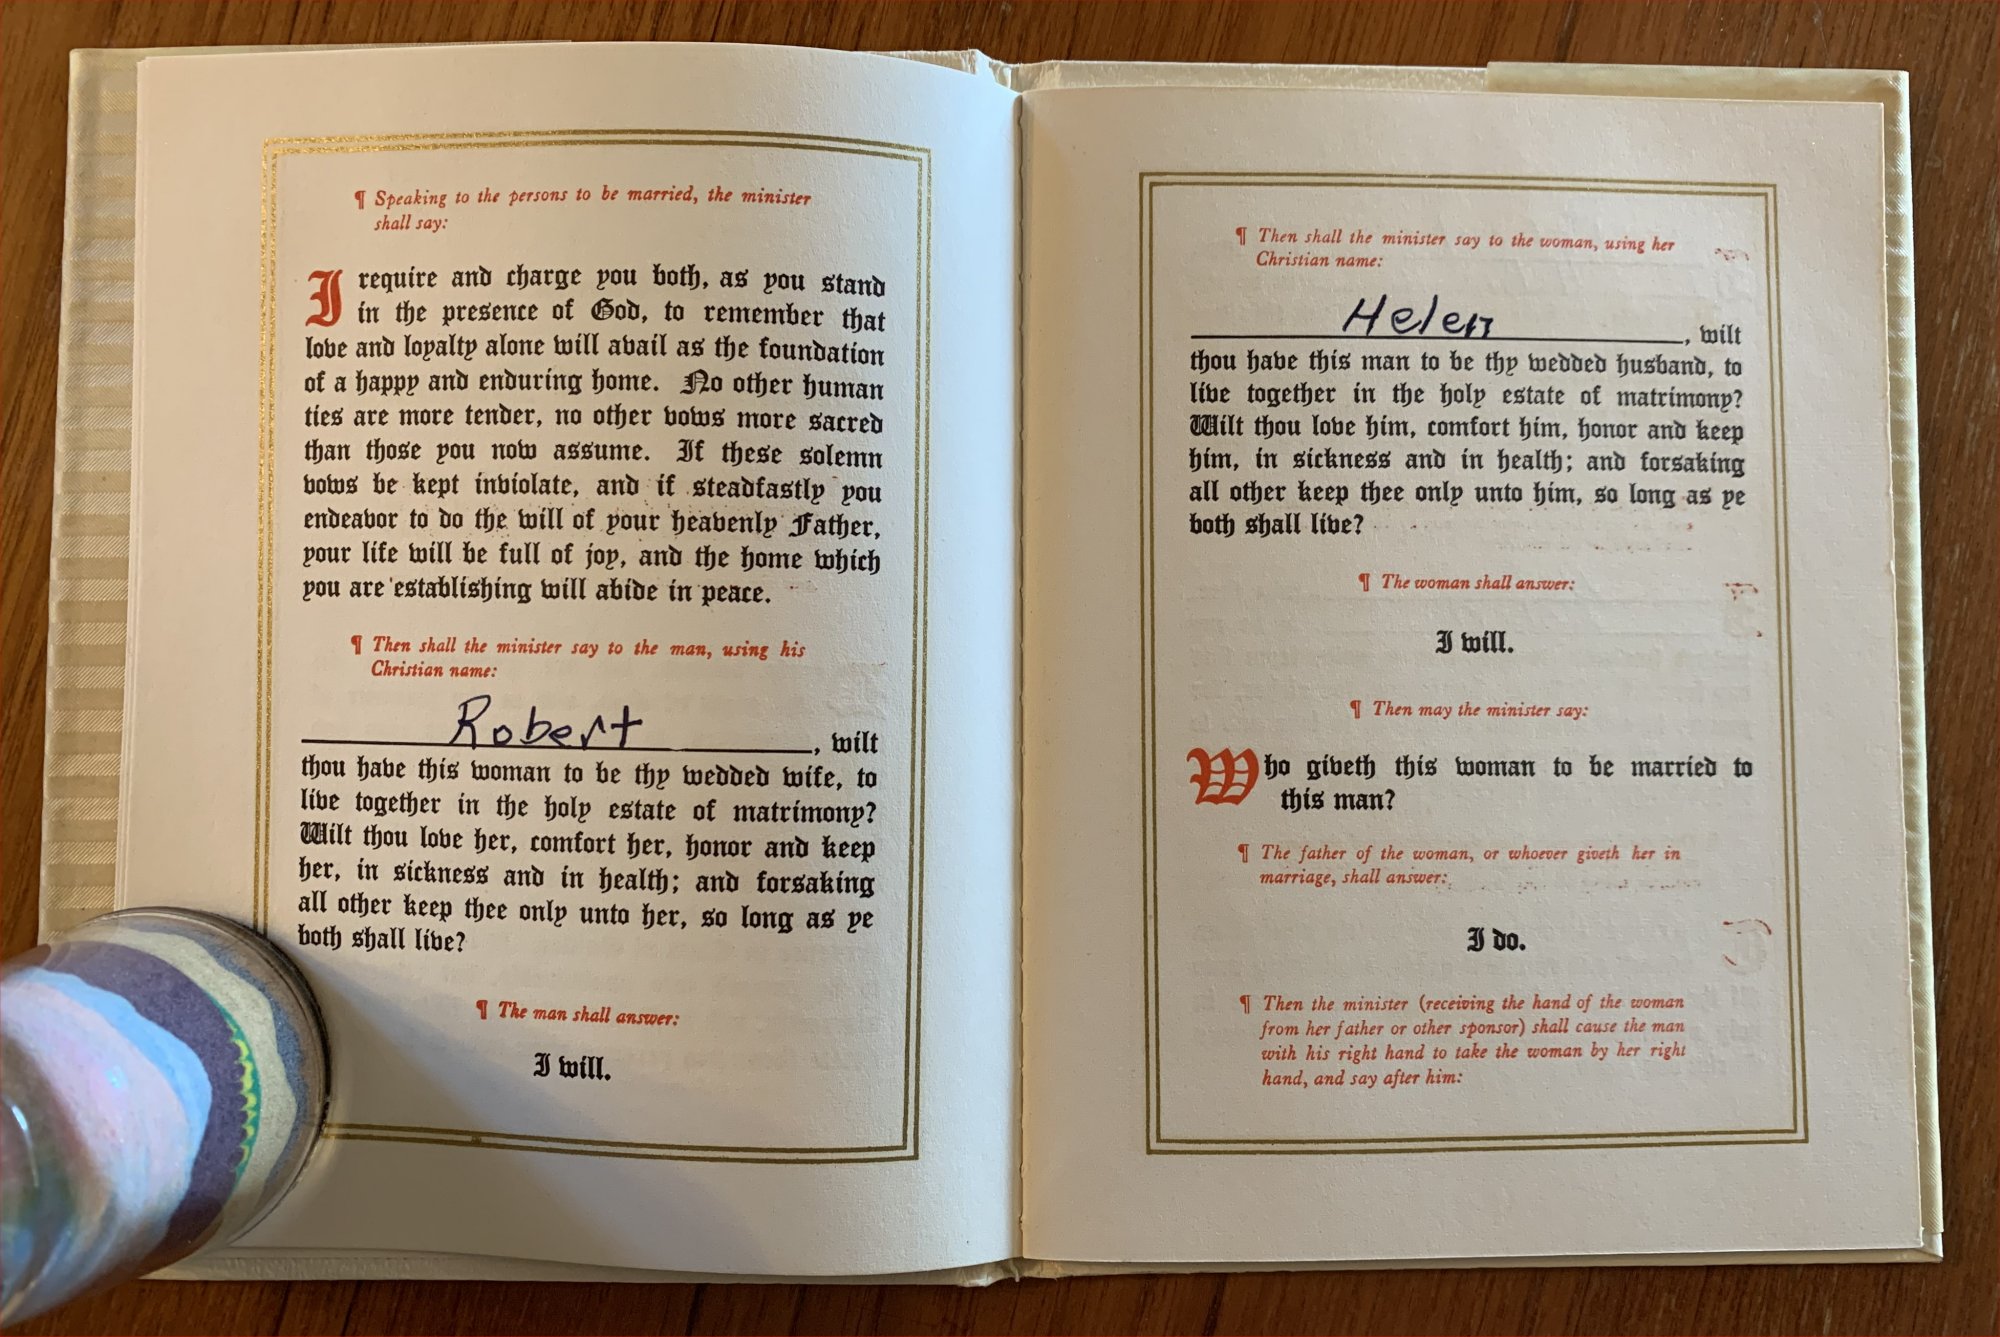 ¶ Speaking to the persons to be married, the minister
shall say:
I require and charge you both, as you stand
in the presence of God, to remember that
love and loyalty alone will avail as the foundation
of a happy and enduring home. No other human
ties are more tender, no other vows more sacred
than those you now assume. If these solemn
vows be kept inviolate, and if steadfastly you
endeavor to do the will of your heavenly Father,
your life will be full of joy, and the home which
you are establishing will abide in peace.
¶ Then shall the minister say to the man, using his
Christian name:
Robert, wilt
thou have this woman to be thy wedded wife, to
live together in the holy estate of matrimony?
Wilt thou love her, comfort her, honor and keep
her, in sickness and in health; and forsaking
all other keep thee only unto her, so long as ye
both shall live?
¶ The man shall answer:
I will.
¶ Then shall the minister say to the woman, using her
Christian name:
Helen, wilt
thou have this man to be thy wedded husband, to
live together in the holy estate of matrimony?
Wilt thou love him, comfort him, honor and keep
him, in sickness and in health; and forsaking
all other keep thee only unto him, so long as ye
both shall live?
¶ The woman shall answer:
I will.
¶ Then may the minister say:
Who giveth this woman to be married to
this man?
¶ The father of the woman, or whoever giveth her in
marriage, shall answer:
I do.
¶ Then the minister (receiving the hand of the woman
from her father or other sponsor) shall cause the man
with his right hand to take the woman by her right
hand, and say after him: